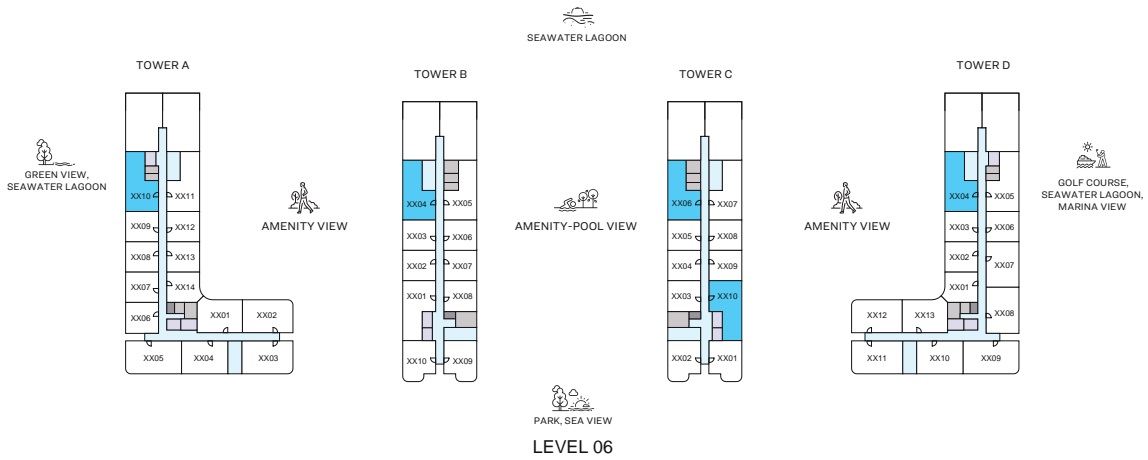 SEAWATER LAGOON
TOWER A
TOWER B
TOWER C
TOWER D
GREEN VIEW,
SEAWATER LAGOON
AMENITY VIEW
AMENITY-POOL VIEW
AMENITY VIEW
GOLF COURSE,
SEAWATER LAGOON,
MARINA VIEW
XX10 XX11
XX09 XX12
XX08 XX13
XX07 XX14
XX06 XX01 XX02
XX05 XX04 XX03
XX04 XX05
XX03 XX06
XX02 XX07
XX01 XX08
XX10 XX09
XX06 XX07
XX05 XX08
XX04 XX09
XX03 XX10
XX02 XX01
XX04 XX05
XX03 XX06
XX02 XX07
XX01
XX12 XX13 XX08
XX11 XX10 XX09
PARK, SEA VIEW
LEVEL 06